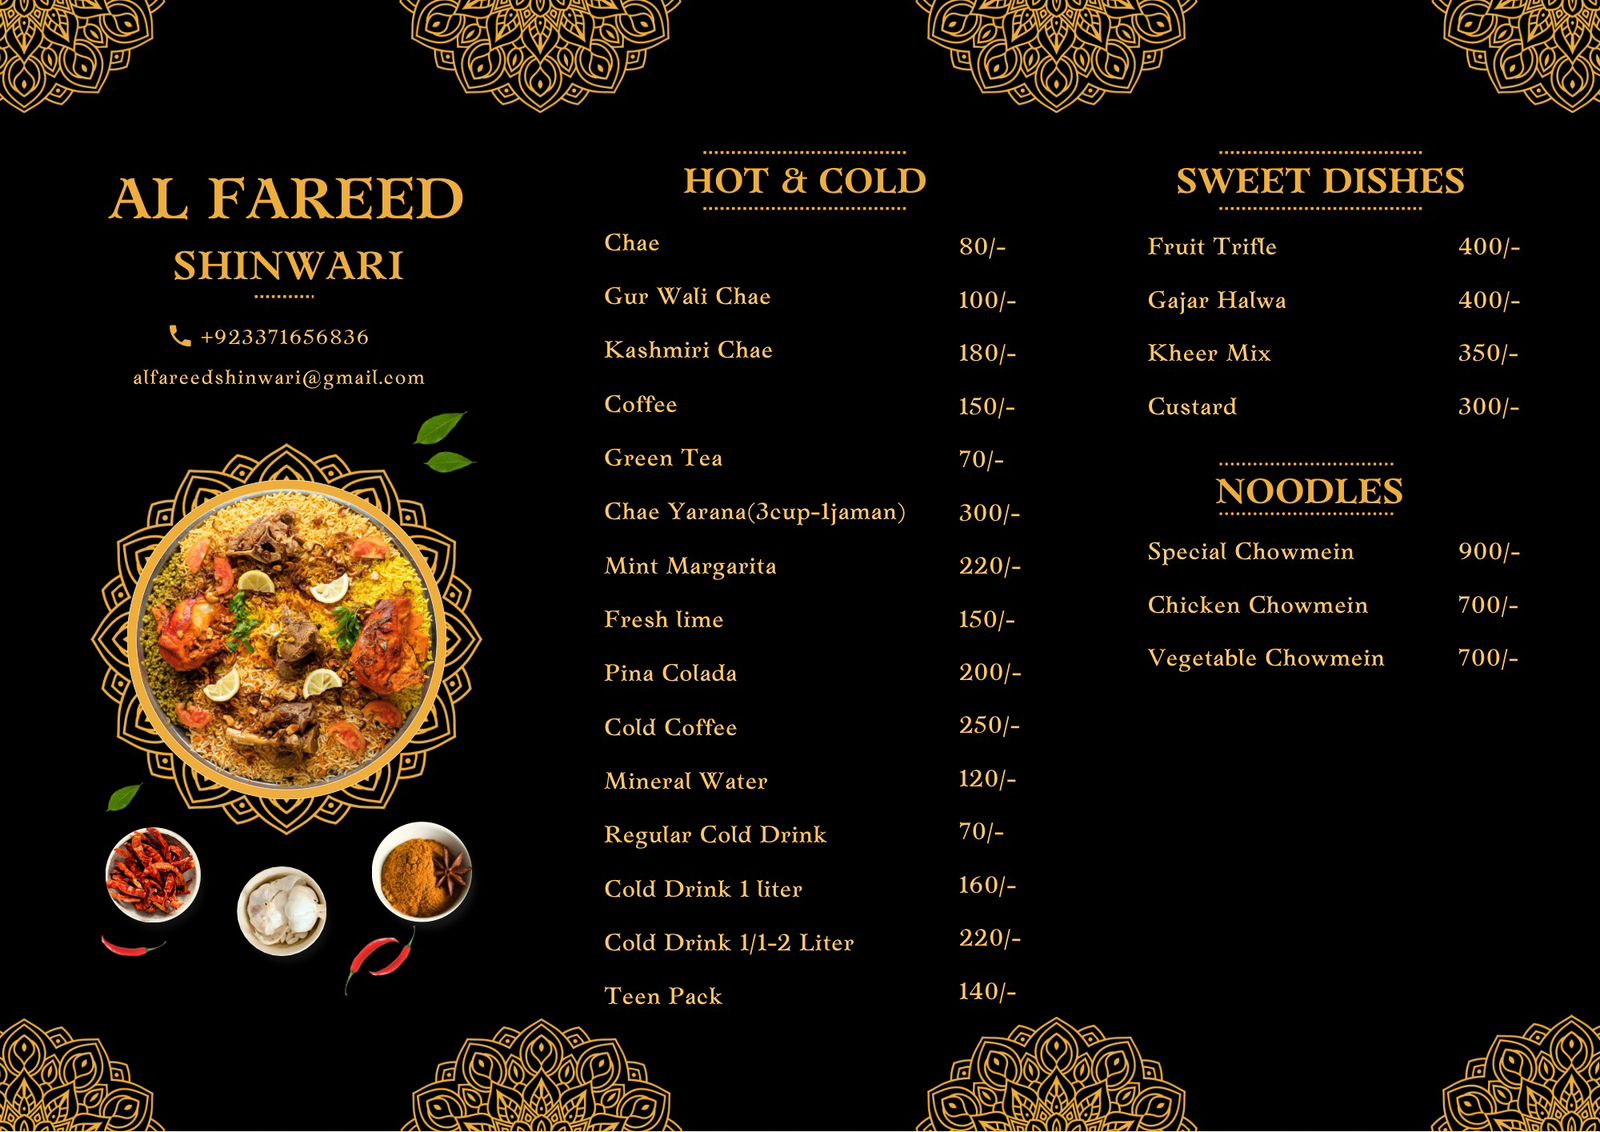 AL FAREED
SHINWARI
+923371656836
alfareedshinwari@gmail.com
HOT & COLD
Chae 80/-
Gur Wali Chae 100/-
Kashmiri Chae 180/-
Coffee 150/-
Green Tea 70/-
Chae Yarana(3cup-1jaman) 300/-
Mint Margarita 220/-
Fresh lime 150/-
Pina Colada 200/-
Cold Coffee 250/-
Mineral Water 120/-
Regular Cold Drink 70/-
Cold Drink 1 liter 160/-
Cold Drink 1/1-2 Liter 220/-
Teen Pack 140/-
SWEET DISHES
Fruit Trifle 400/-
Gajar Halwa 400/-
Kheer Mix 350/-
Custard 300/-
NOODLES
Special Chowmein 900/-
Chicken Chowmein 700/-
Vegetable Chowmein 700/-